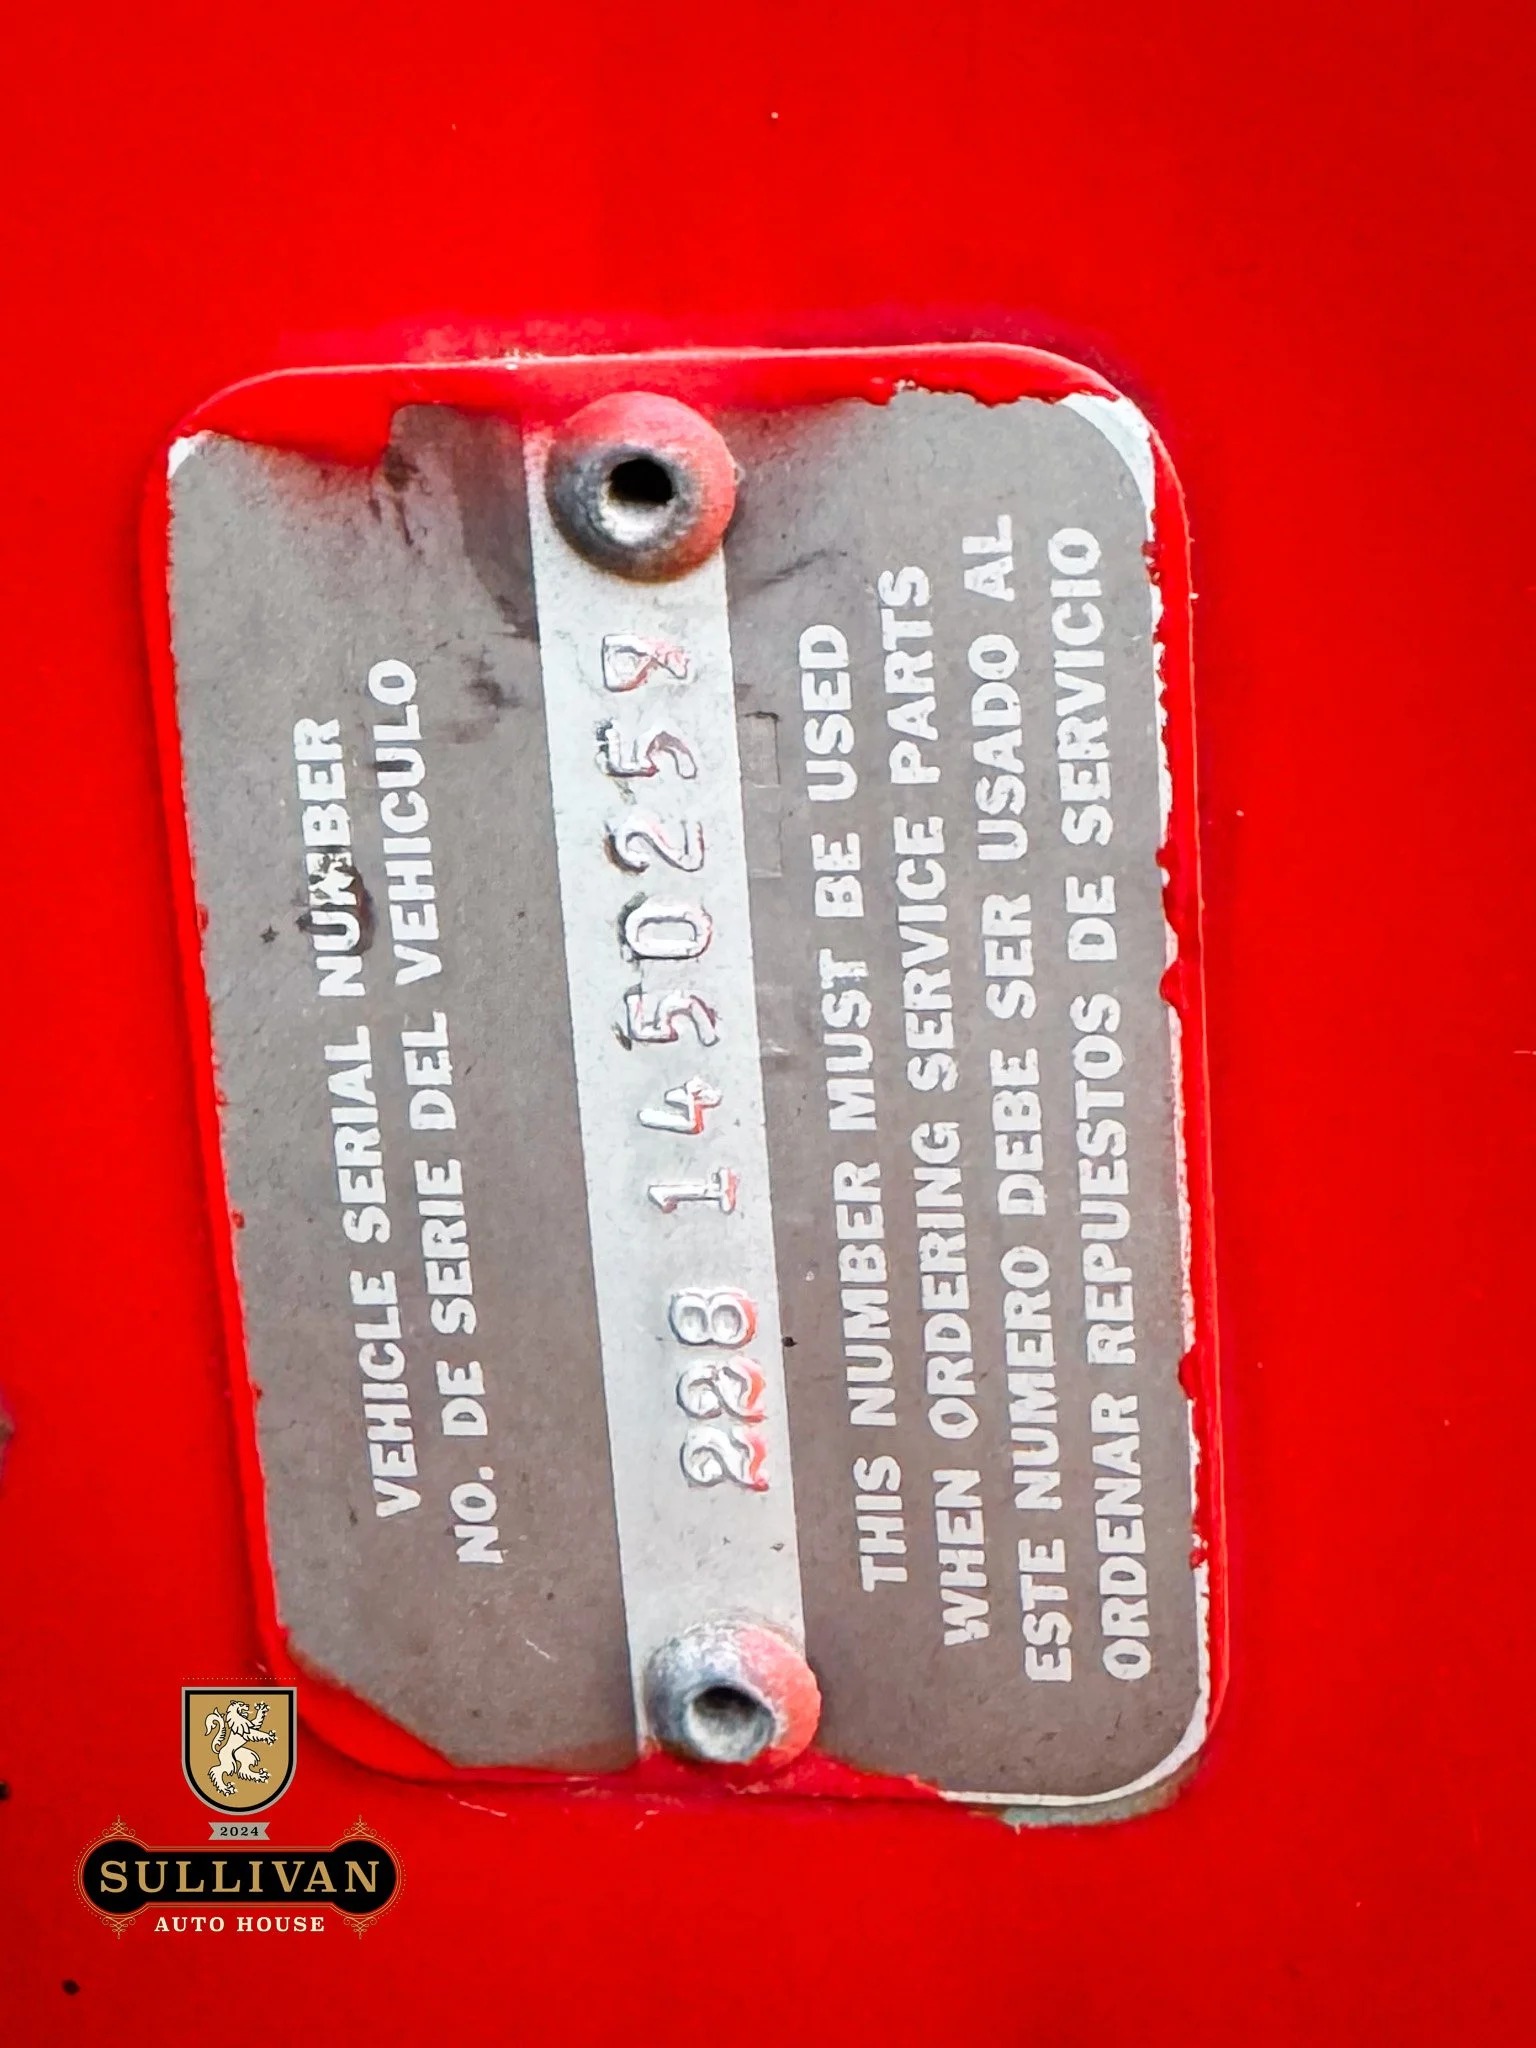 VEHICLE SERIAL NUMBER
NO. DE SERIE DEL VEHICULO
228 1450258
THIS NUMBER MUST BE USED
WHEN ORDERING SERVICE PARTS
ESTE NUMERO DEBE SER USADO AL
ORDENAR REPUESTOS DE SERVICIO
2024
SULLIVAN
AUTO HOUSE